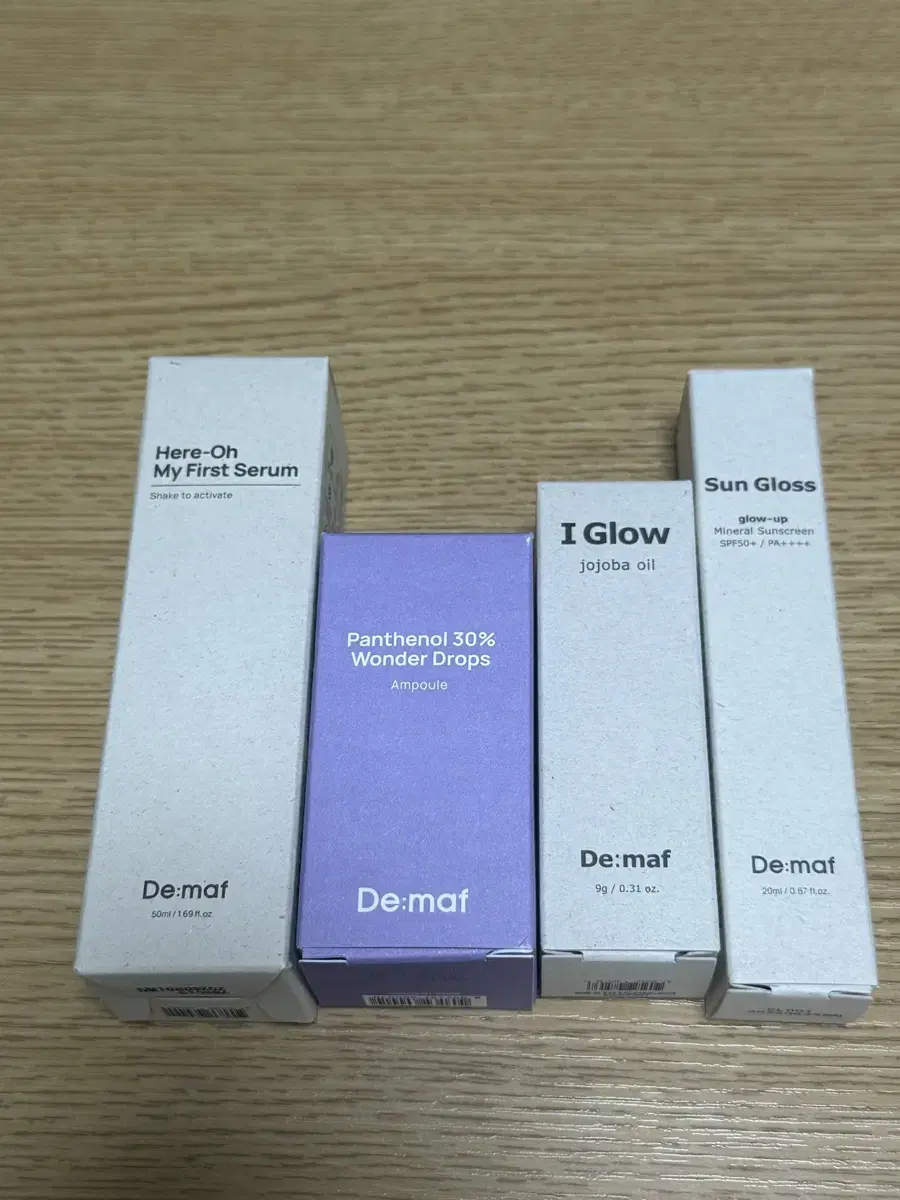 Here-Oh
My First Serum
Shake to activate
De:maf
50ml / 1.69 fl.oz.
Panthenol 30%
Wonder Drops
Ampoule
De:maf
I Glow
jojoba oil
De:maf
9g / 0.31 oz.
Sun Gloss
glow-up
Mineral Sunscreen
SPF50+ / PA++++
De:maf
20ml / 0.67 fl.oz.